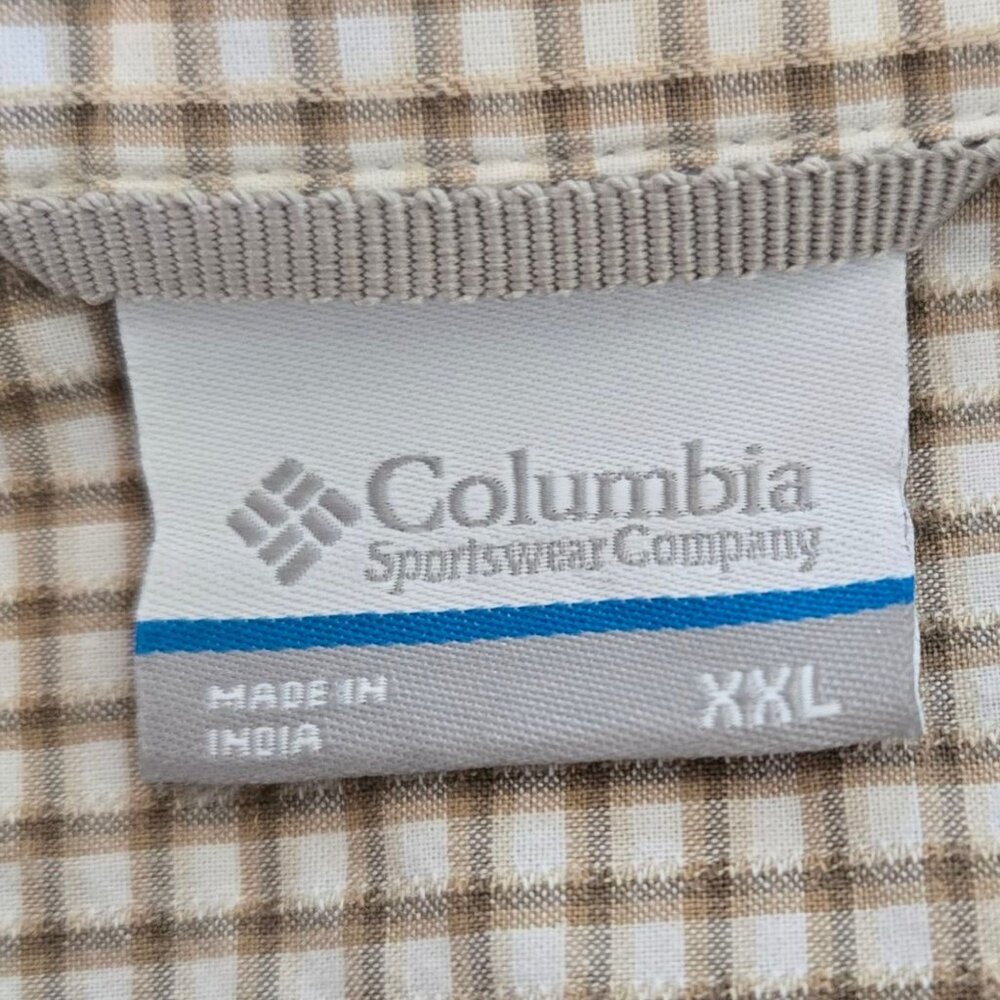 Columbia
Sportswear Company
MADE IN
INDIA
XXL